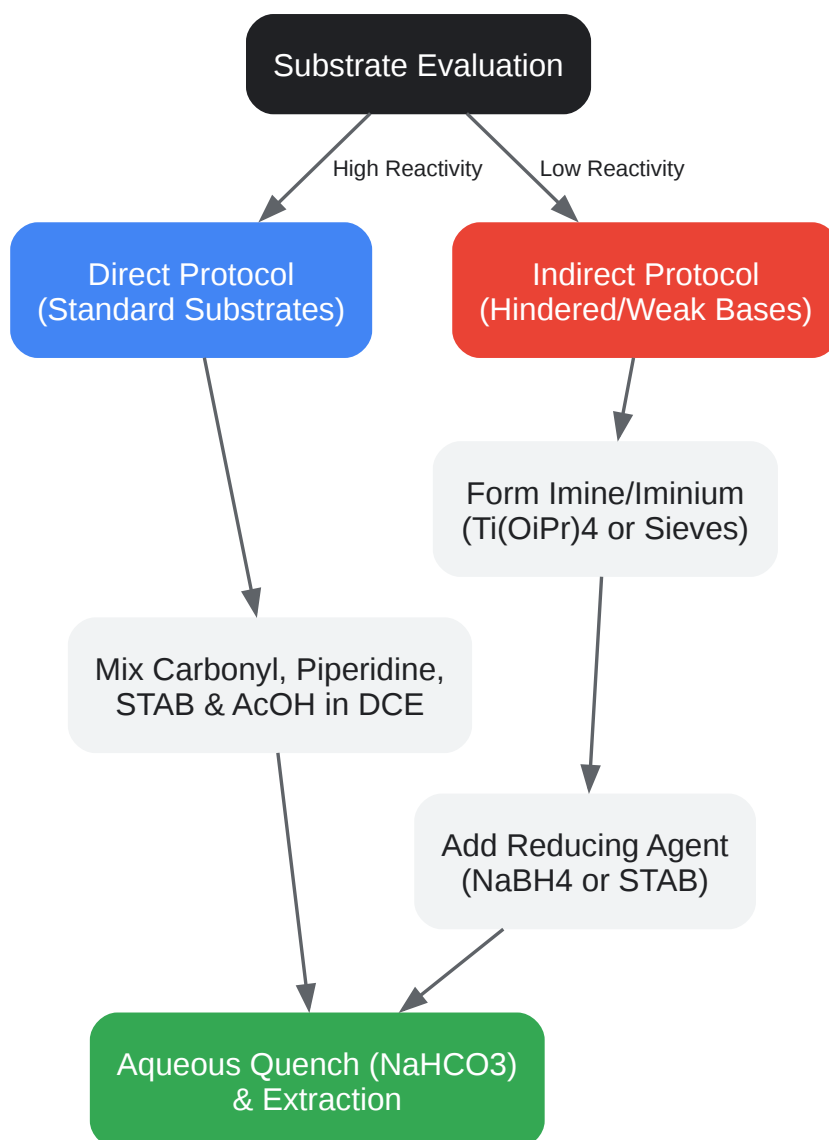 Substrate Evaluation
High Reactivity
Low Reactivity
Direct Protocol
(Standard Substrates)
Indirect Protocol
(Hindered/Weak Bases)
Form Imine/Iminium
(Ti(OiPr)4 or Sieves)
Mix Carbonyl, Piperidine,
STAB & AcOH in DCE
Add Reducing Agent
(NaBH4 or STAB)
Aqueous Quench (NaHCO3)
& Extraction